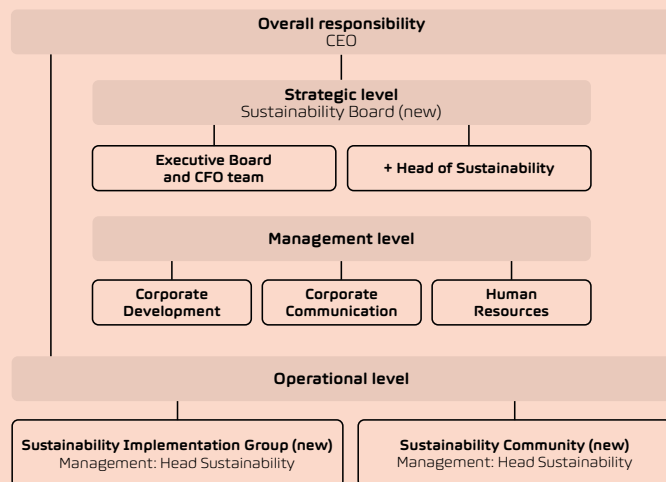 Overall responsibility
CEO
Strategic level
Sustainability Board (new)
Executive Board
and CFO team
+ Head of Sustainability
Management level
Corporate
Development
Corporate
Communication
Human
Resources
Operational level
Sustainability Implementation Group (new)
Management: Head Sustainability
Sustainability Community (new)
Management: Head Sustainability